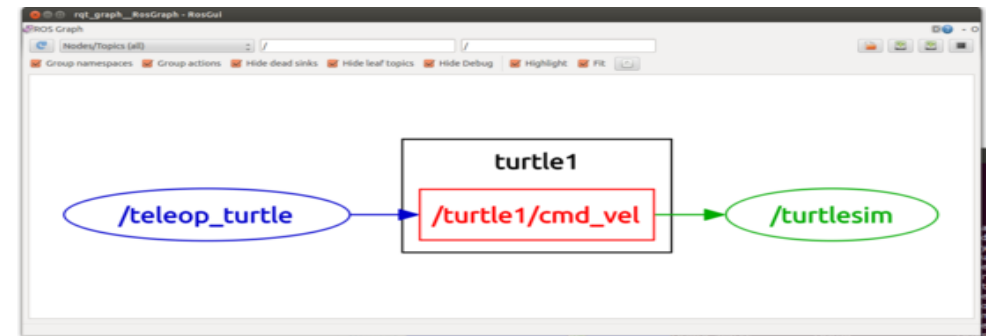 rqt_graph__RosGraph - RosGui
ROS Graph
Nodes/Topics (all) / /
Group namespaces Group actions Hide dead sinks Hide leaf topics Hide Debug Highlight Fit
turtle1
/teleop_turtle /turtle1/cmd_vel /turtlesim